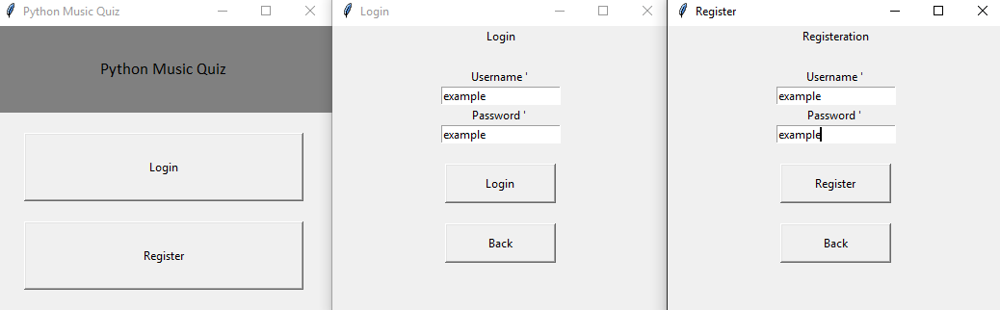 Python Music Quiz
Python Music Quiz
Login
Register
Login
Login
Username '
example
Password '
example
Login
Back
Register
Registeration
Username '
example
Password '
example
Register
Back